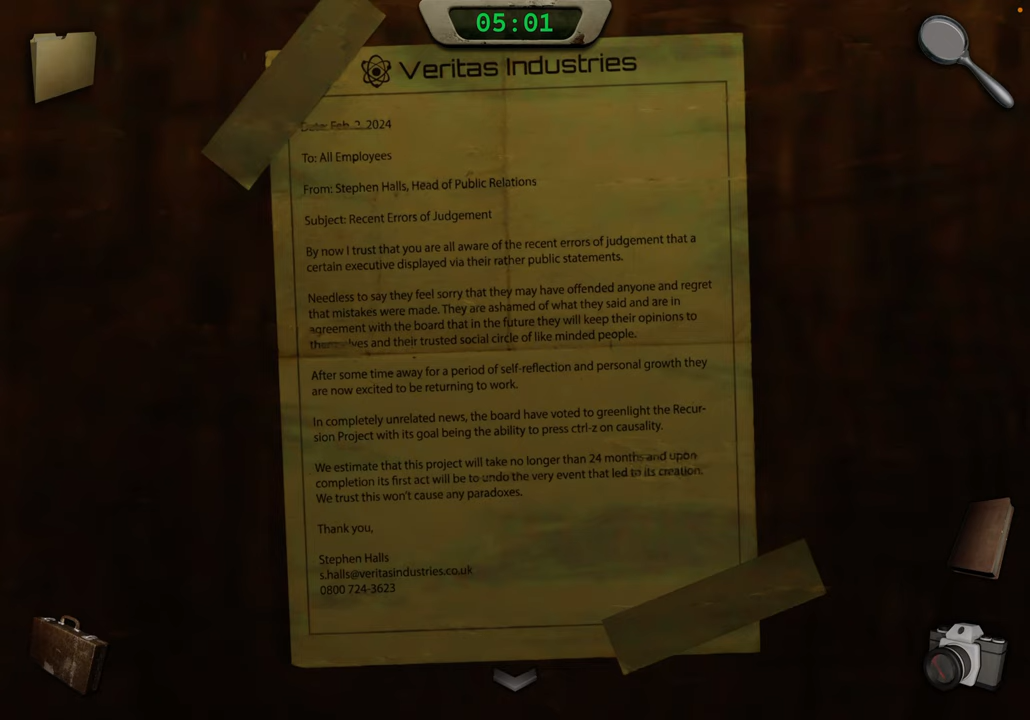 05:01
Veritas Industries
Date: Feb 2, 2024
To: All Employees
From: Stephen Halls, Head of Public Relations
Subject: Recent Errors of Judgement
By now I trust that you are all aware of the recent errors of judgement that a
certain executive displayed via their rather public statements.
Needless to say they feel sorry that they may have offended anyone and regret
that mistakes were made. They are ashamed of what they said and are in
agreement with the board that in the future they will keep their opinions to
themselves and their trusted social circle of like minded people.
After some time away for a period of self-reflection and personal growth they
are now excited to be returning to work.
In completely unrelated news, the board have voted to greenlight the Recur-
sion Project with its goal being the ability to press ctrl-z on causality.
We estimate that this project will take no longer than 24 months and upon
completion its first act will be to undo the very event that led to its creation.
We trust this won't cause any paradoxes.
Thank you,
Stephen Halls
s.halls@veritasindustries.co.uk
0800 724-3623